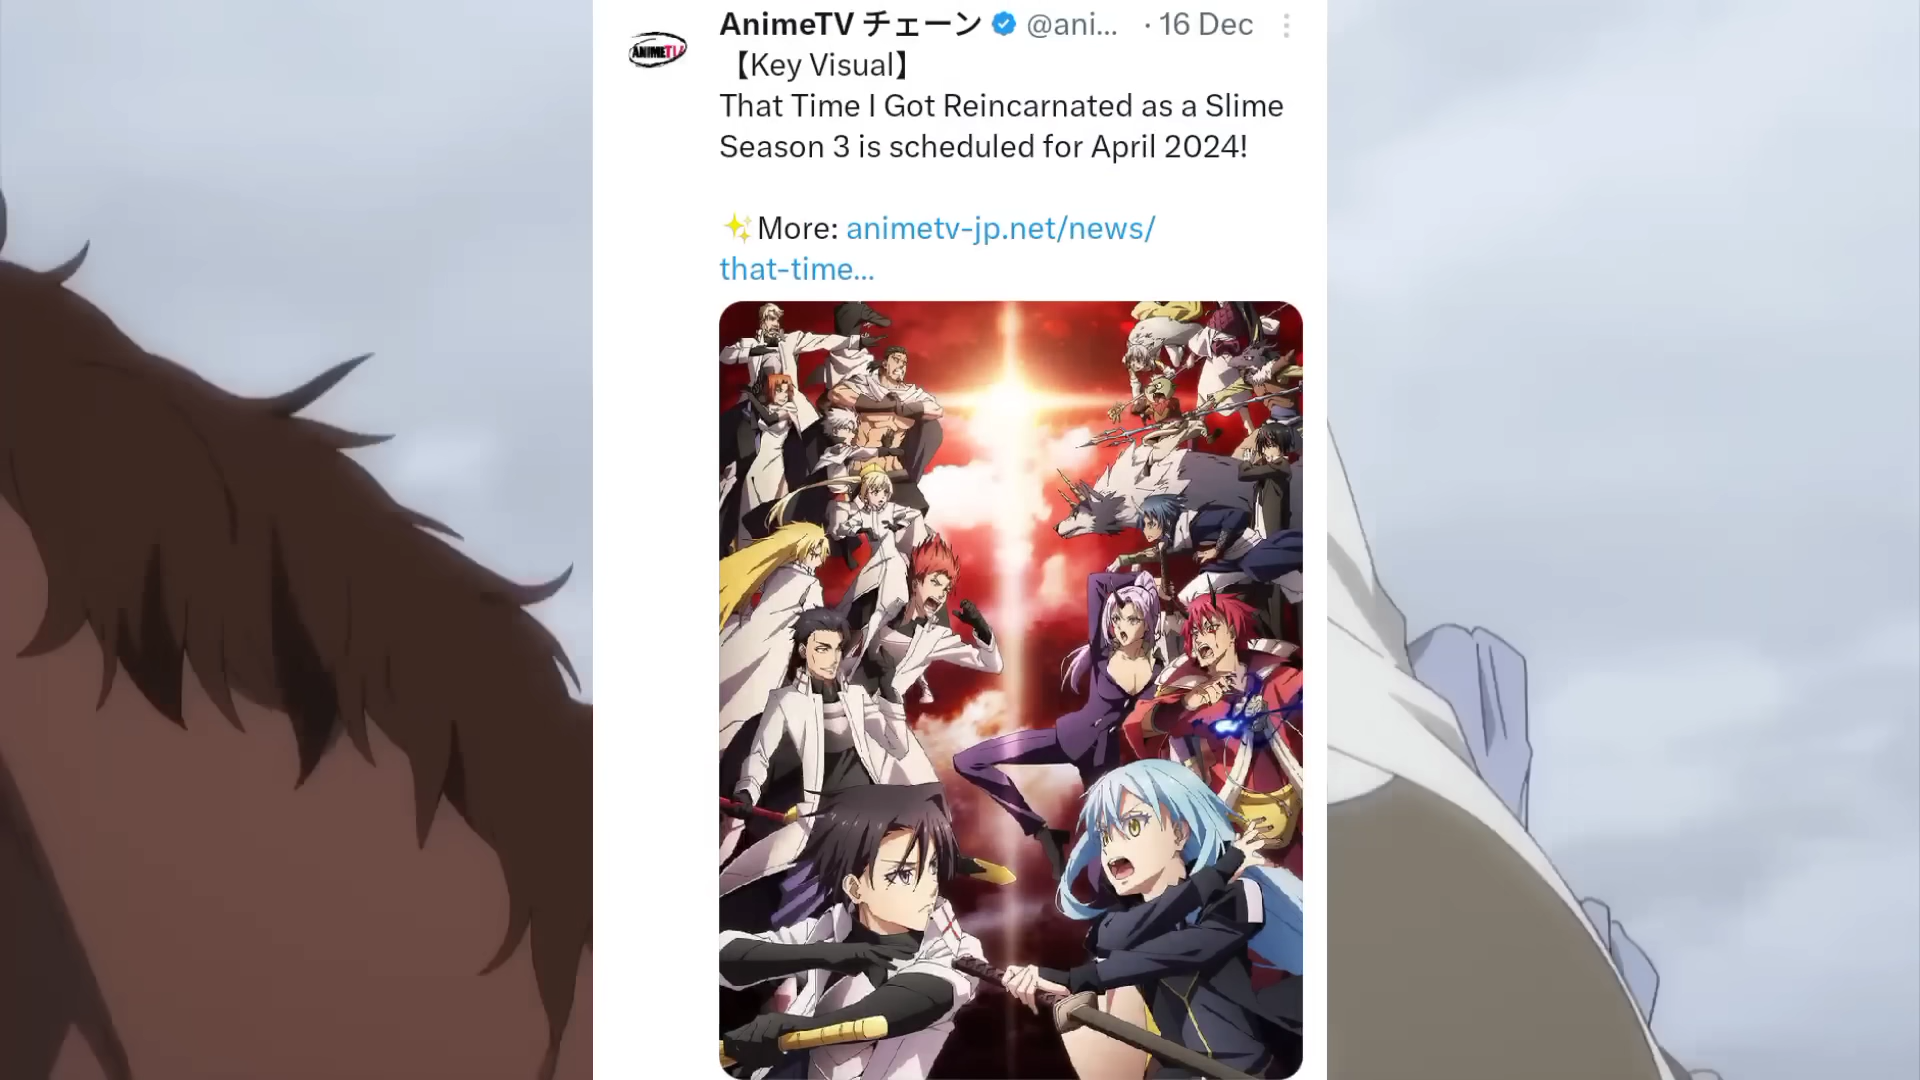 ANIMETV
AnimeTV チェーン @ani... · 16 Dec
【Key Visual】
That Time I Got Reincarnated as a Slime
Season 3 is scheduled for April 2024!
✨More: animetv-jp.net/news/
that-time...